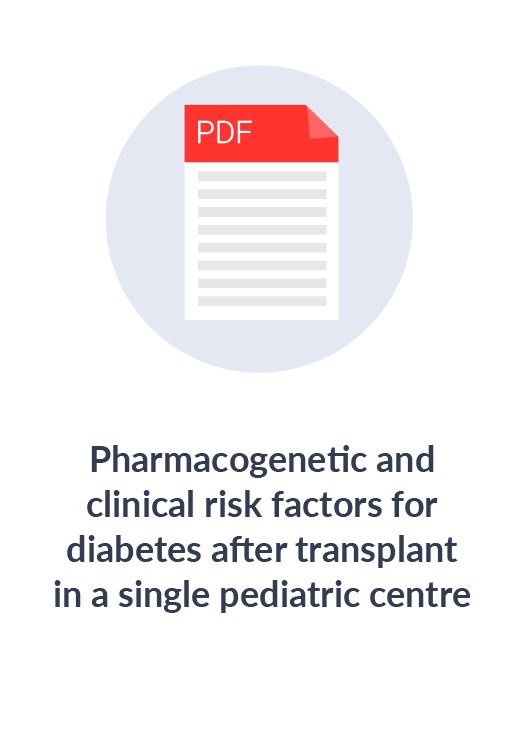 PDF
Pharmacogenetic and
clinical risk factors for
diabetes after transplant
in a single pediatric centre